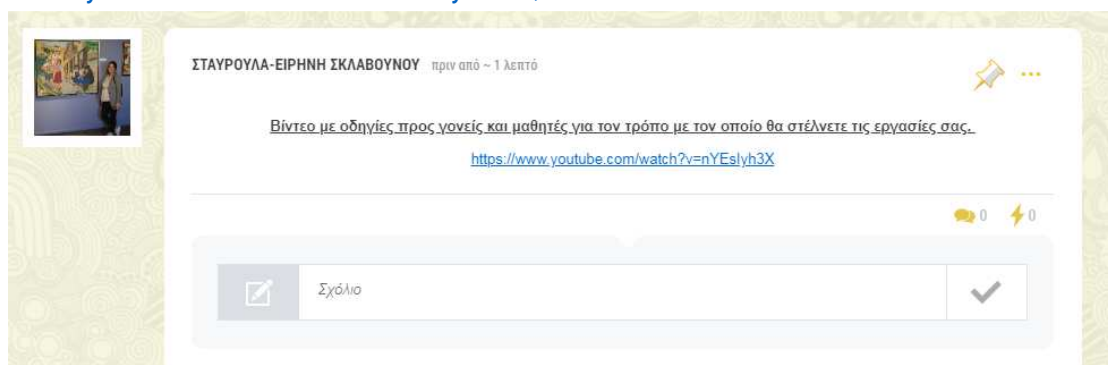 ΣΤΑΥΡΟΥΛΑ-ΕΙΡΗΝΗ ΣΚΛΑΒΟΥΝΟΥ πριν από ~ 1 λεπτό
Βίντεο με οδηγίες προς γονείς και μαθητές για τον τρόπο με τον οποίο θα στέλνετε τις εργασίες σας.
https://www.youtube.com/watch?v=nYEslyh3X
0 0
Σχόλιο